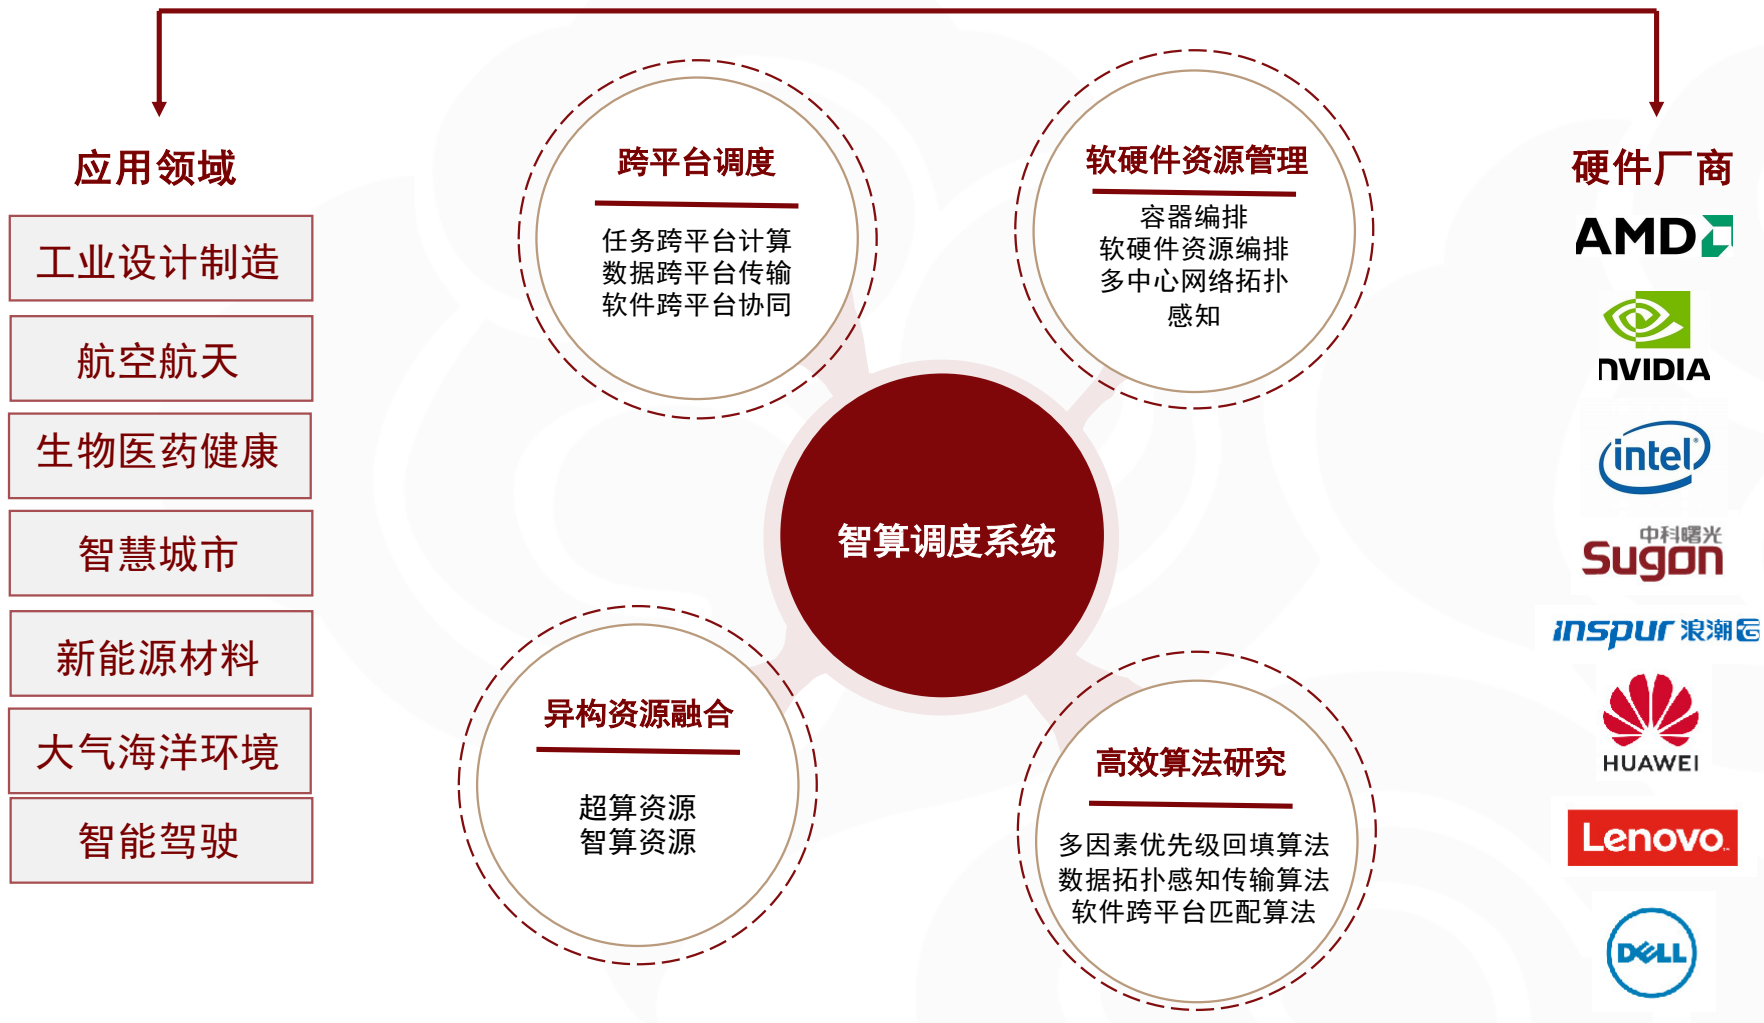 应用领域
工业设计制造
航空航天
生物医药健康
智慧城市
新能源材料
大气海洋环境
智能驾驶
跨平台调度
任务跨平台计算
数据跨平台传输
软件跨平台协同
软硬件资源管理
容器编排
软硬件资源编排
多中心网络拓扑
感知
智算调度系统
异构资源融合
超算资源
智算资源
高效算法研究
多因素优先级回填算法
数据拓扑感知传输算法
软件跨平台匹配算法
硬件厂商
AMD
NVIDIA
intel
中科曙光
Sugon
inspur 浪潮
HUAWEI
Lenovo
DELL